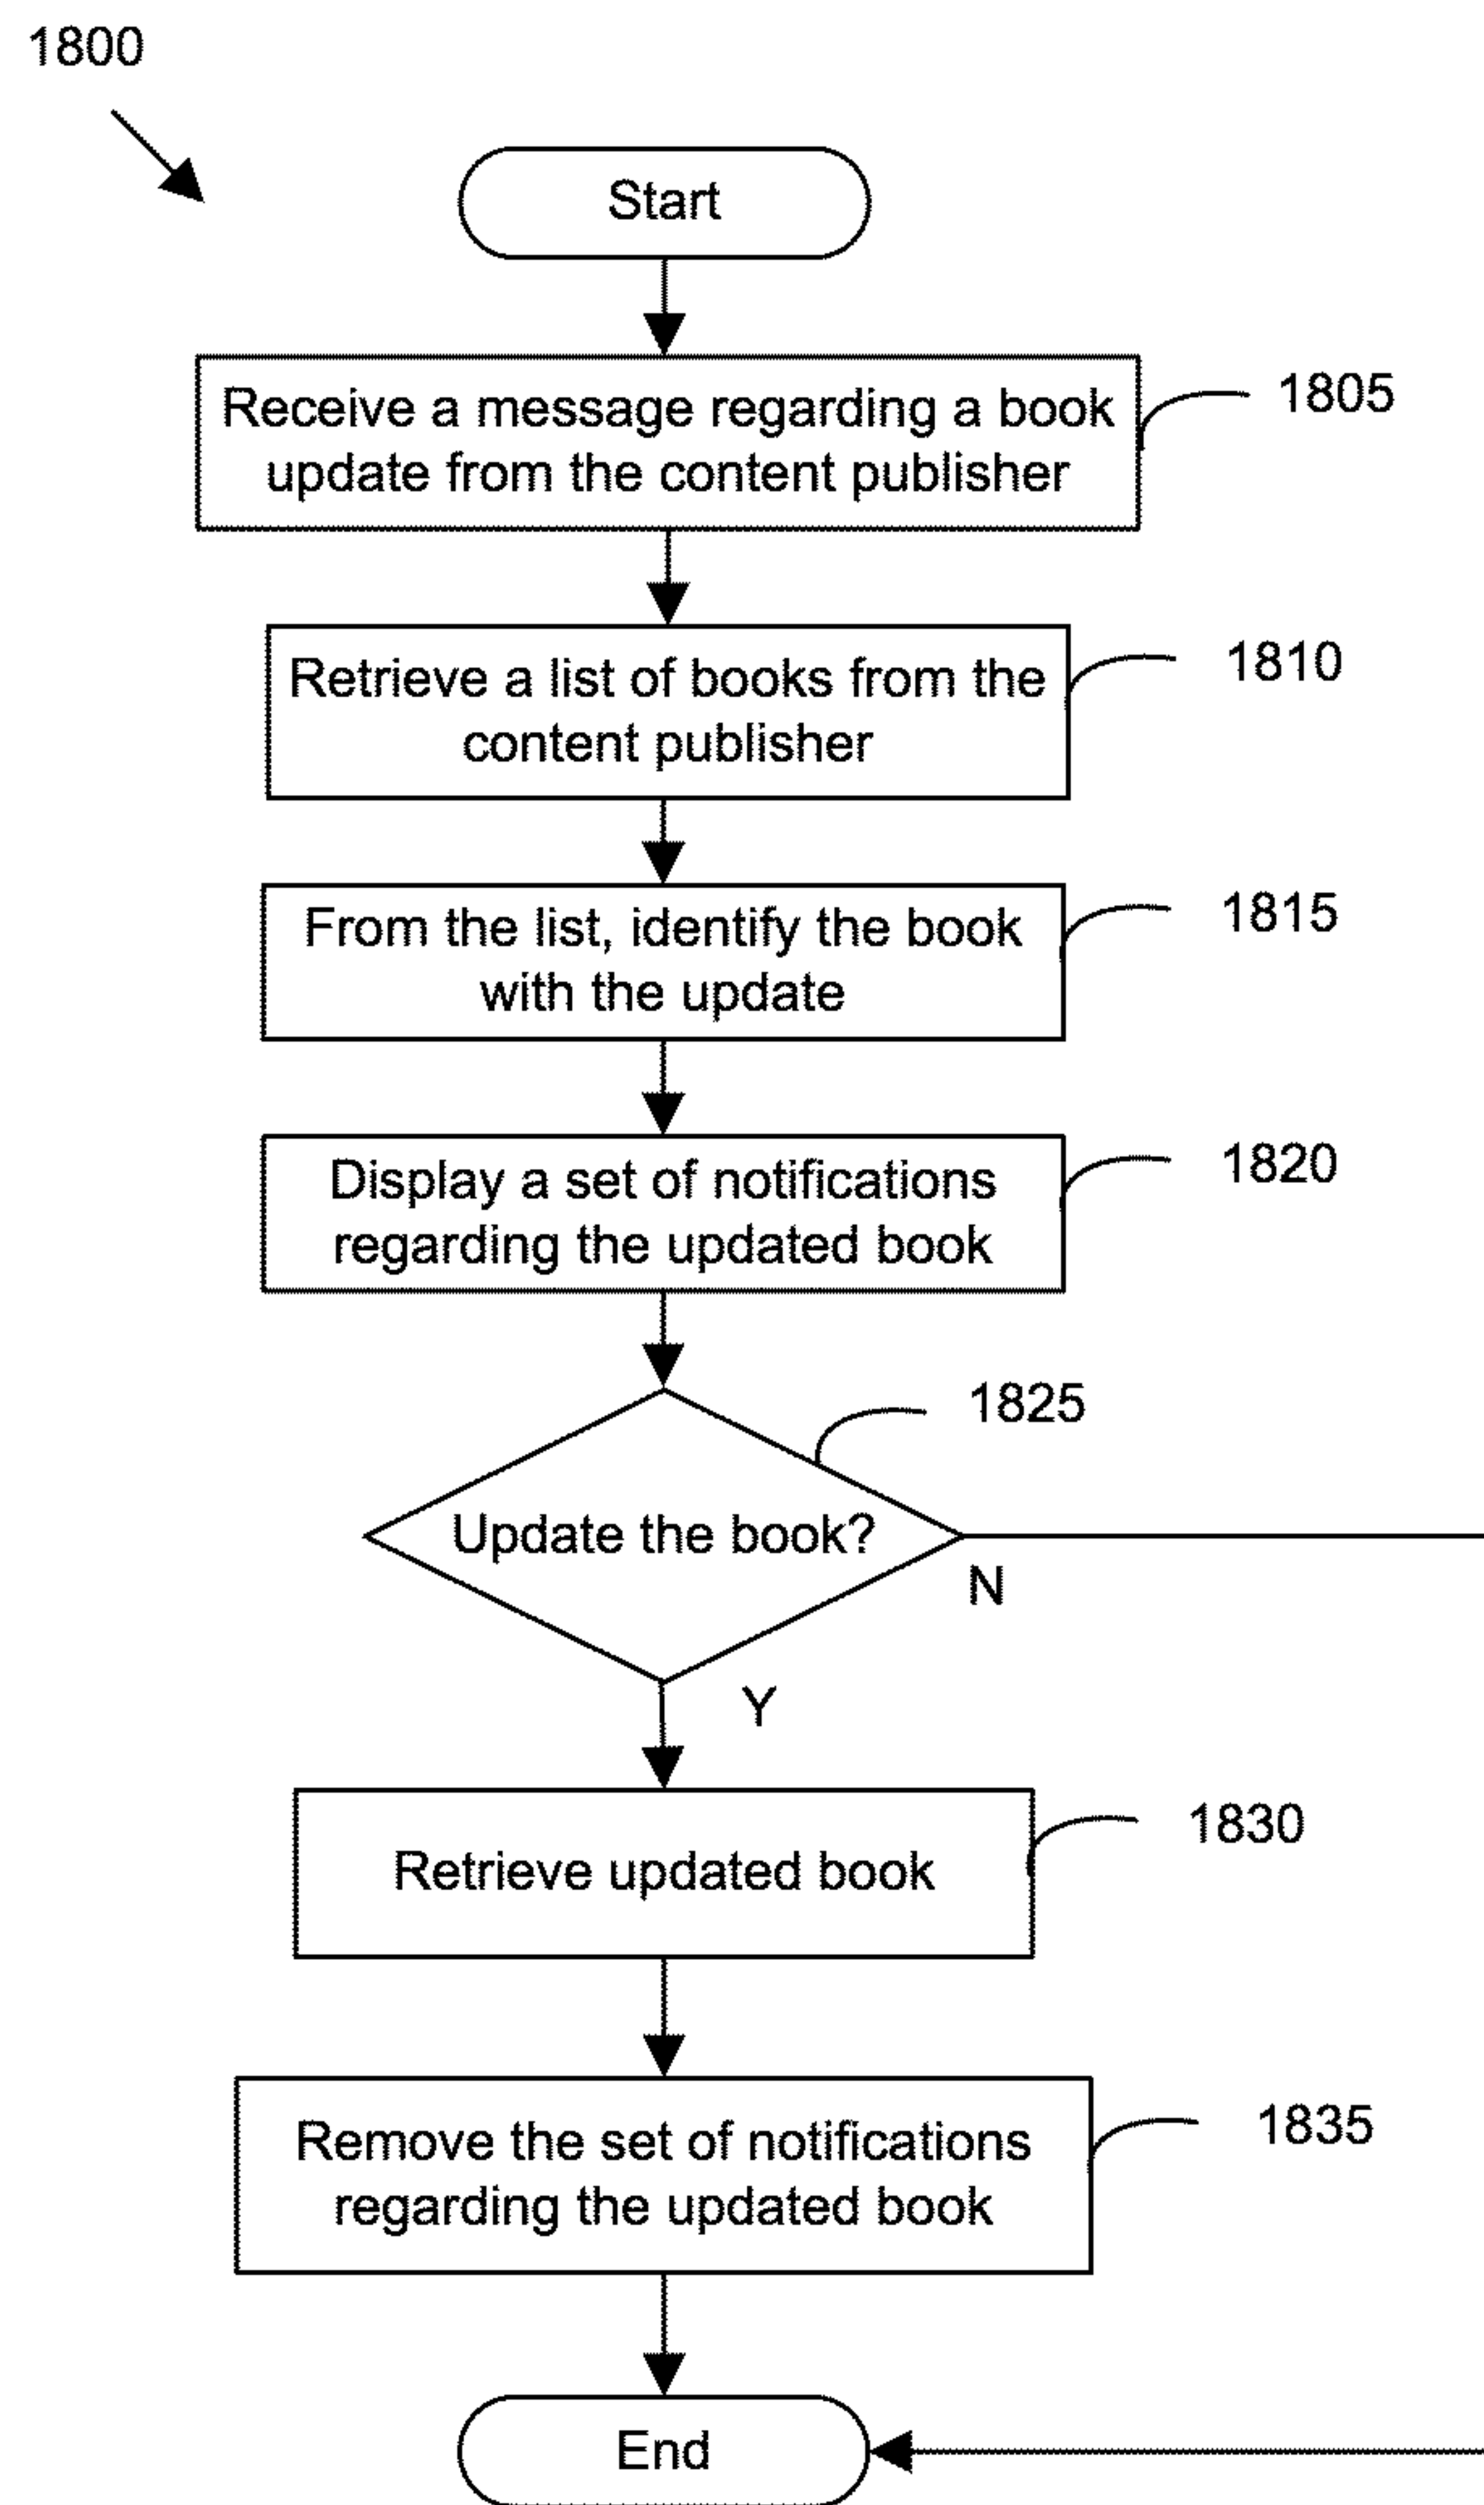 1800
Start
Receive a message regarding a book
update from the content publisher
1805
Retrieve a list of books from the
content publisher
1810
From the list, identify the book
with the update
1815
Display a set of notifications
regarding the updated book
1820
1825
Update the book?
N
Y
Retrieve updated book
1830
Remove the set of notifications
regarding the updated book
1835
End